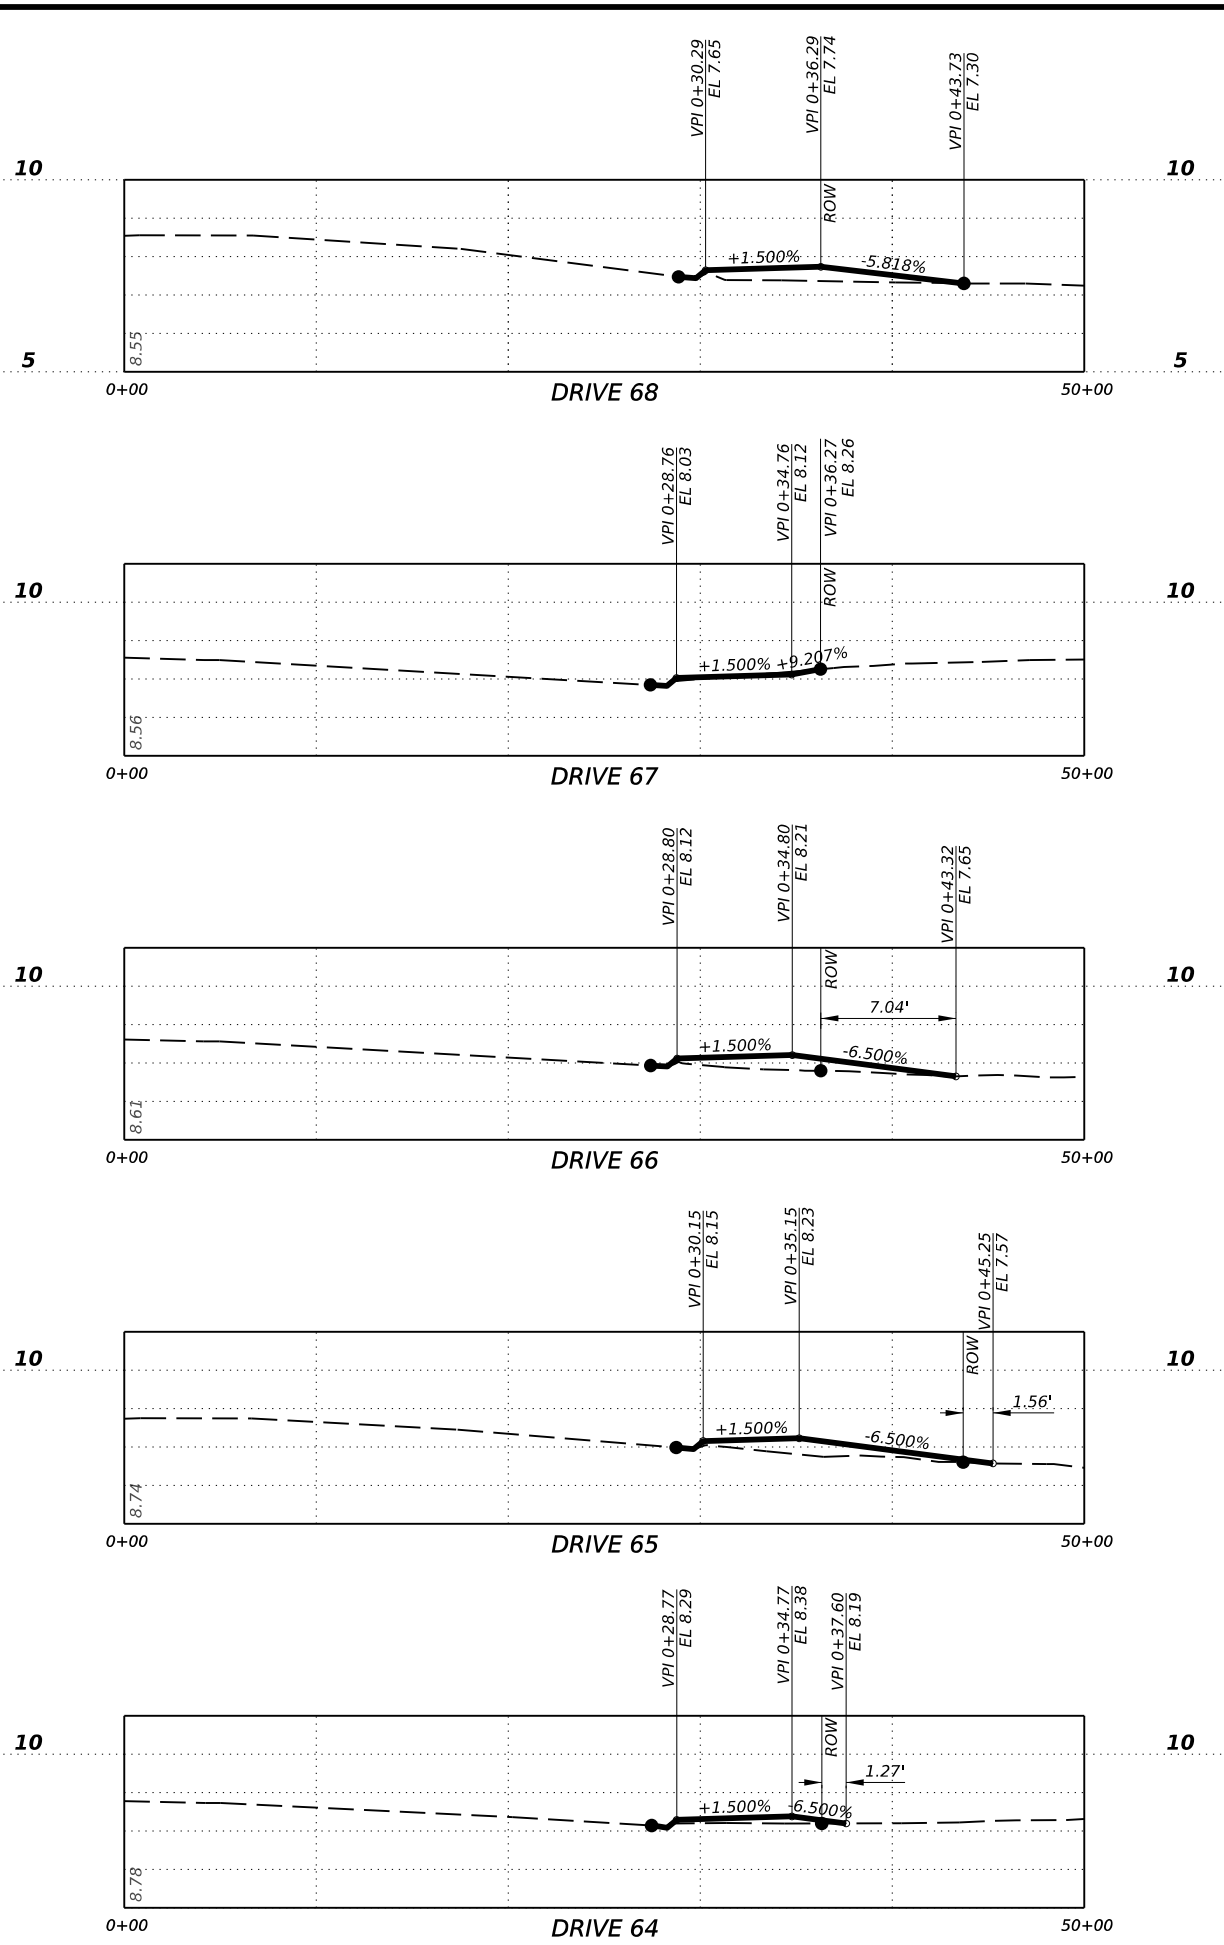 VPI 0+30.29
EL 7.65
VPI 0+36.29
EL 7.74
VPI 0+43.73
EL 7.30
10
10
ROW
+1.500%
-5.818%
8.55
5
5
0+00
DRIVE 68
50+00
VPI 0+28.76
EL 8.03
VPI 0+34.76
EL 8.12
VPI 0+36.27
EL 8.26
10
10
ROW
+1.500%
+9.207%
8.56
0+00
DRIVE 67
50+00
VPI 0+28.80
EL 8.12
VPI 0+34.80
EL 8.21
VPI 0+43.32
EL 7.65
10
10
ROW
7.04'
+1.500%
-6.500%
8.61
0+00
DRIVE 66
50+00
VPI 0+30.15
EL 8.15
VPI 0+35.15
EL 8.23
VPI 0+45.25
EL 7.57
10
10
ROW
1.56'
+1.500%
-6.500%
8.74
0+00
DRIVE 65
50+00
VPI 0+28.77
EL 8.29
VPI 0+34.77
EL 8.38
VPI 0+37.60
EL 8.19
10
10
ROW
1.27'
+1.500%
-6.500%
8.78
0+00
DRIVE 64
50+00